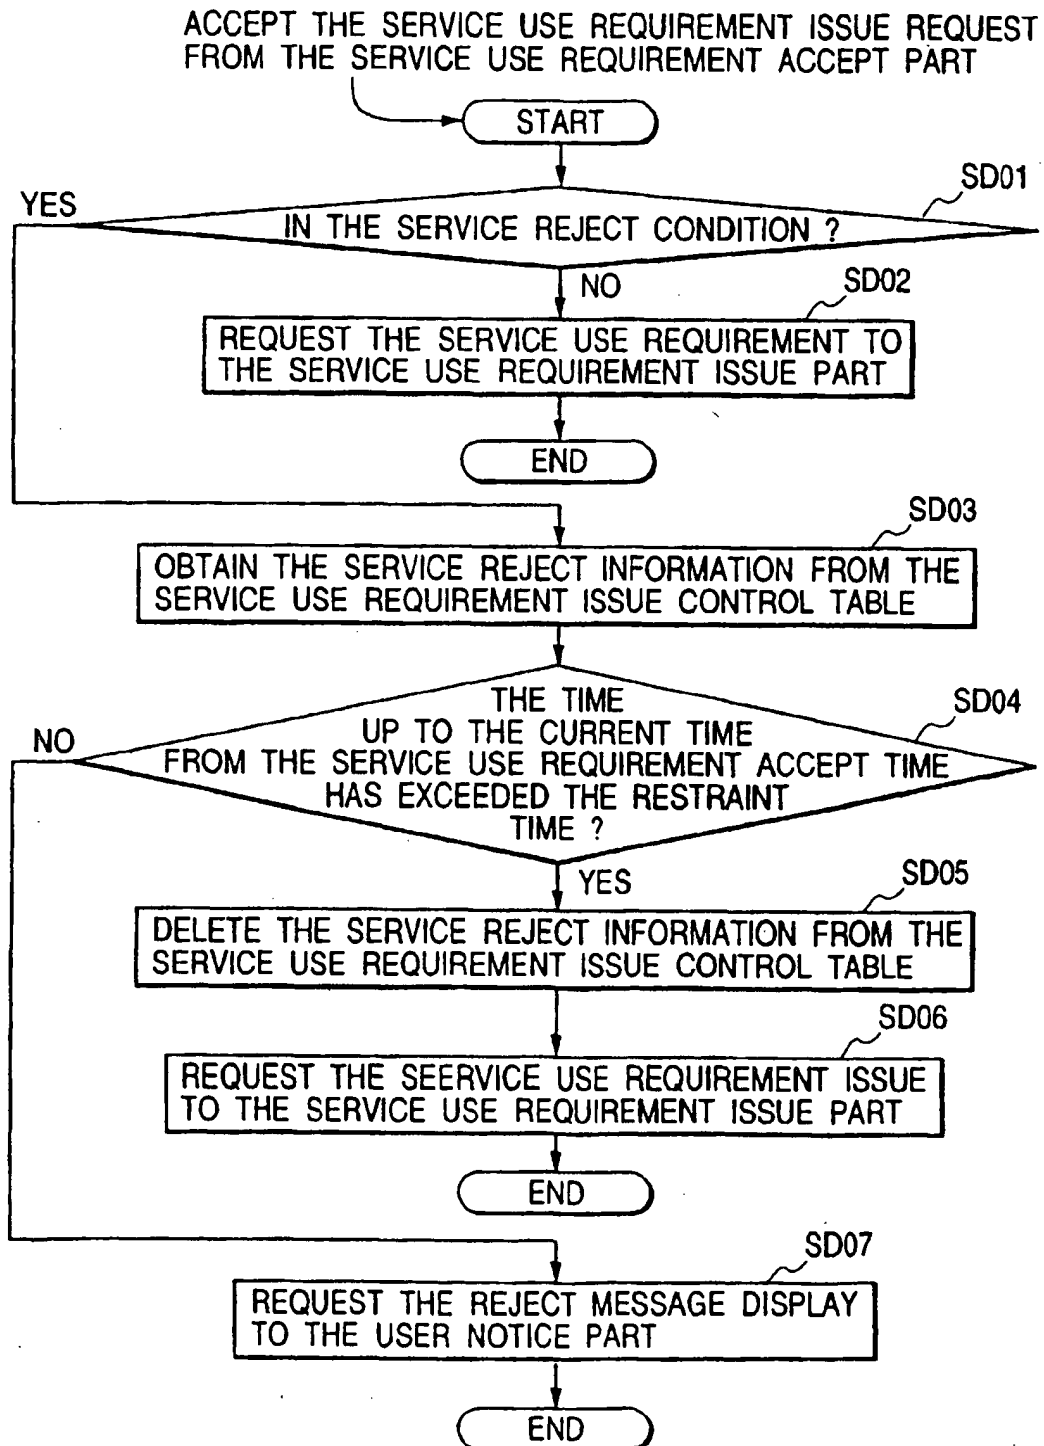 ACCEPT THE SERVICE USE REQUIREMENT ISSUE REQUEST
FROM THE SERVICE USE REQUIREMENT ACCEPT PART
START
SD01
YES
IN THE SERVICE REJECT CONDITION ?
NO
SD02
REQUEST THE SERVICE USE REQUIREMENT TO
THE SERVICE USE REQUIREMENT ISSUE PART
END
SD03
OBTAIN THE SERVICE REJECT INFORMATION FROM THE
SERVICE USE REQUIREMENT ISSUE CONTROL TABLE
THE TIME
SD04
UP TO THE CURRENT TIME
NO
FROM THE SERVICE USE REQUIREMENT ACCEPT TIME
HAS EXCEEDED THE RESTRAINT
TIME ?
YES
SD05
DELETE THE SERVICE REJECT INFORMATION FROM THE
SERVICE USE REQUIREMENT ISSUE CONTROL TABLE
SD06
REQUEST THE SEERVICE USE REQUIREMENT ISSUE
TO THE SERVICE USE REQUIREMENT ISSUE PART
END
SD07
REQUEST THE REJECT MESSAGE DISPLAY
TO THE USER NOTICE PART
END